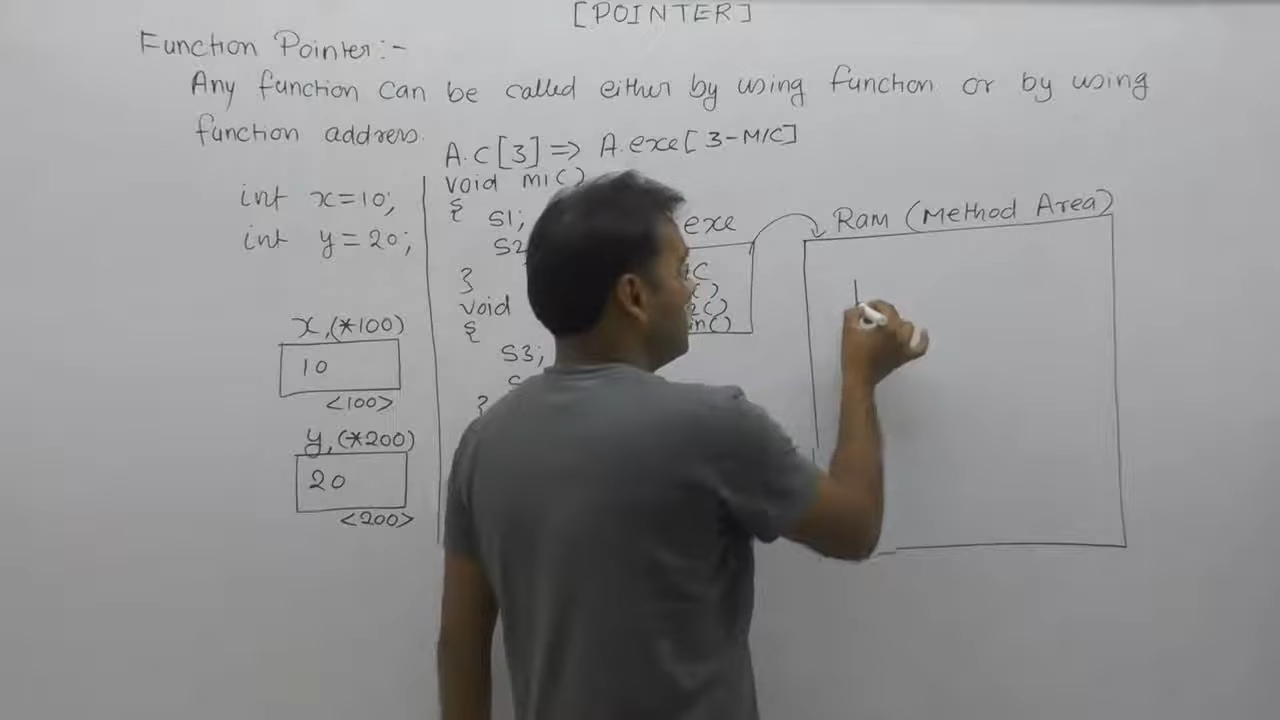 [POINTER]
Function Pointer:-
Any function can be called either by using function or by using
function address.
A.C[3] => A.exe[3-M/C]
int x=10;
int y=20;
x,(*100)
10
<100>
y,(*200)
20
<200>
void m1()
{
S1;
S2
}
void
{
S3;
}
exe
Ram (Method Area)